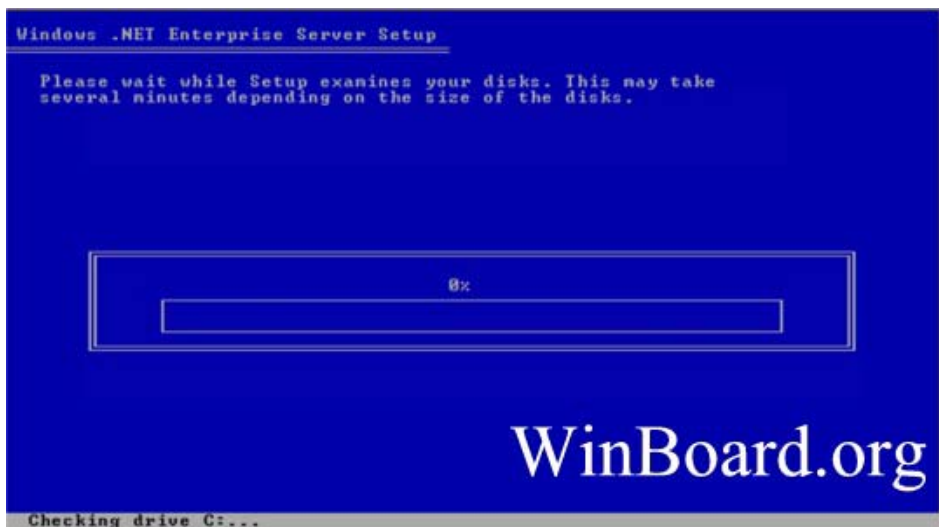 Windows .NET Enterprise Server Setup
Please wait while Setup examines your disks. This may take
several minutes depending on the size of the disks.
0%
WinBoard.org
Checking drive C:...